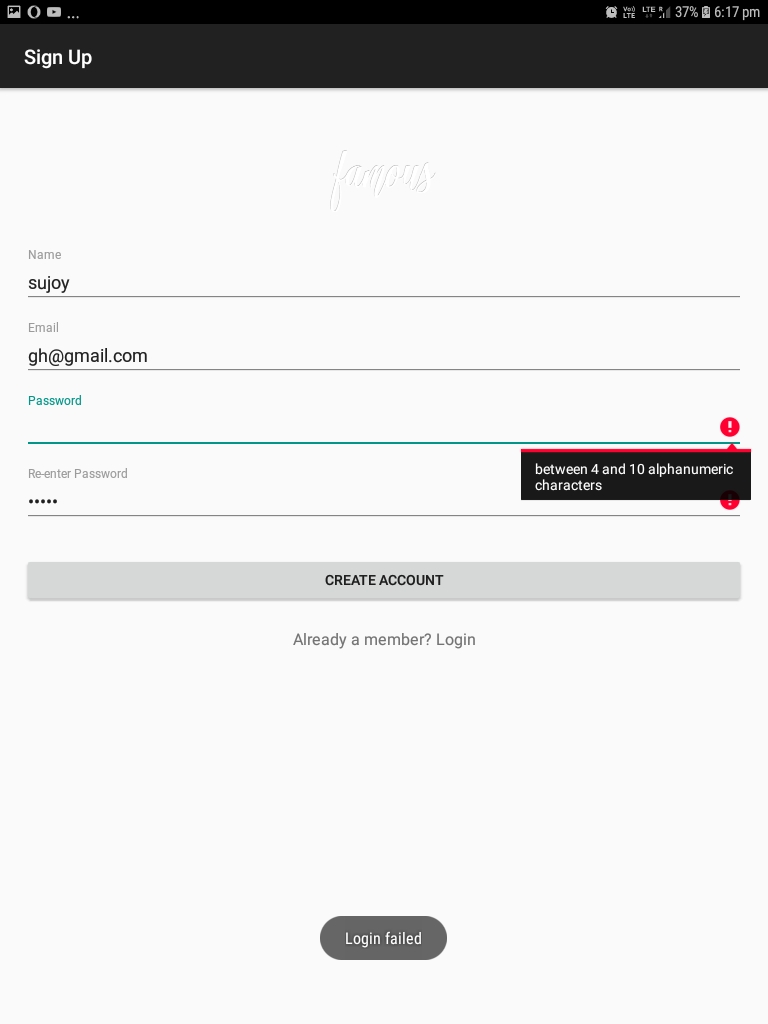 ... Vo)) LTE LTE R 37% 6:17 pm
Sign Up
famous
Name
sujoy
Email
gh@gmail.com
Password
between 4 and 10 alphanumeric
characters
Re-enter Password
•••••
CREATE ACCOUNT
Already a member? Login
Login failed